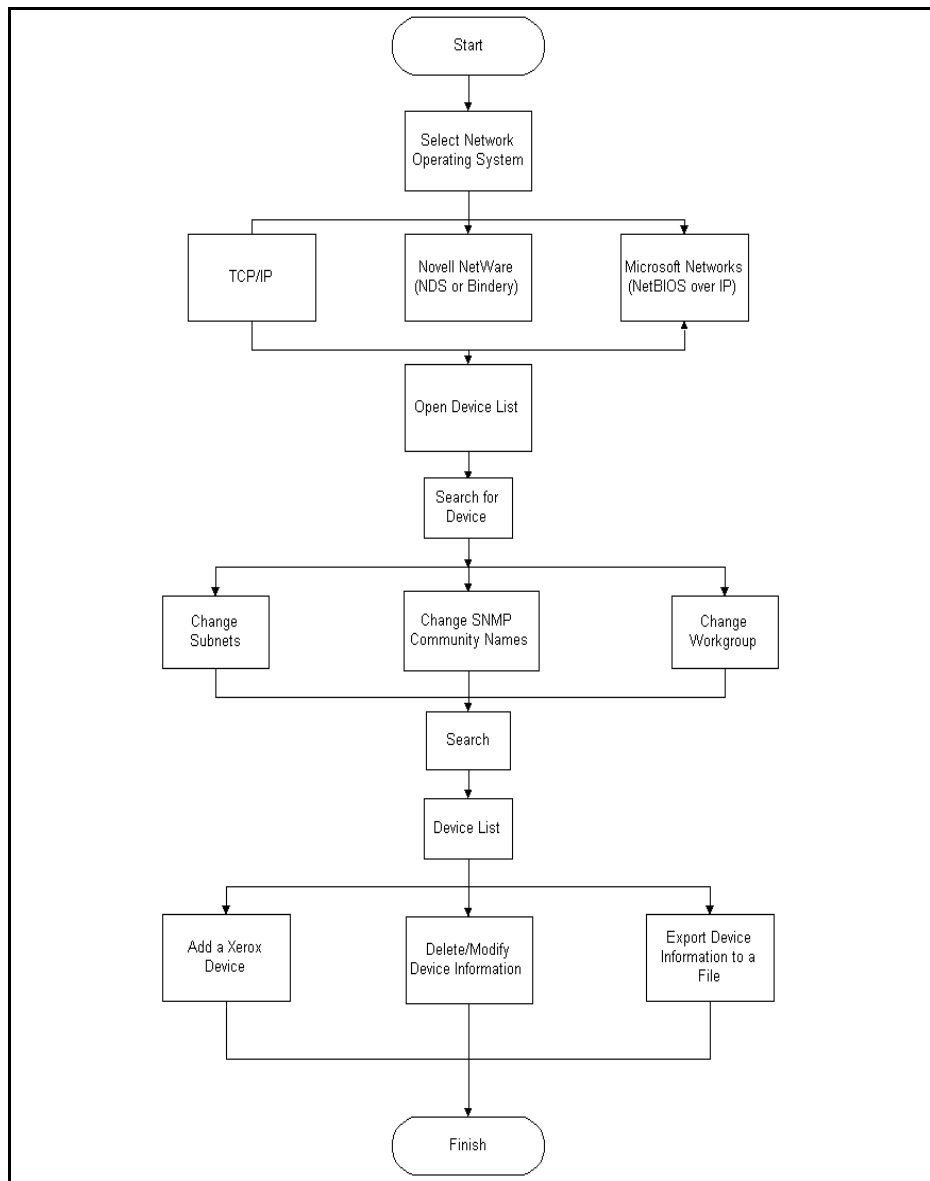 Start
Select Network
Operating System
TCP/IP
Novell NetWare
(NDS or Bindery)
Microsoft Networks
(NetBIOS over IP)
Open Device List
Search for
Device
Change
Subnets
Change SNMP
Community Names
Change
Workgroup
Search
Device List
Add a Xerox
Device
Delete/Modify
Device Information
Export Device
Information to a
File
Finish